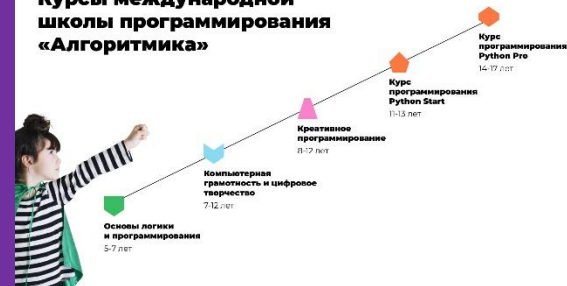 Курсы международной
школы программирования
«Алгоритмика»
Курс
программирования
Python Pro
14-17 лет
Курс
программирования
Python Start
11-13 лет
Креативное
программирование
8-12 лет
Компьютерная
грамотность и цифровое
творчество
7-12 лет
Основы логики
и программирования
5-7 лет